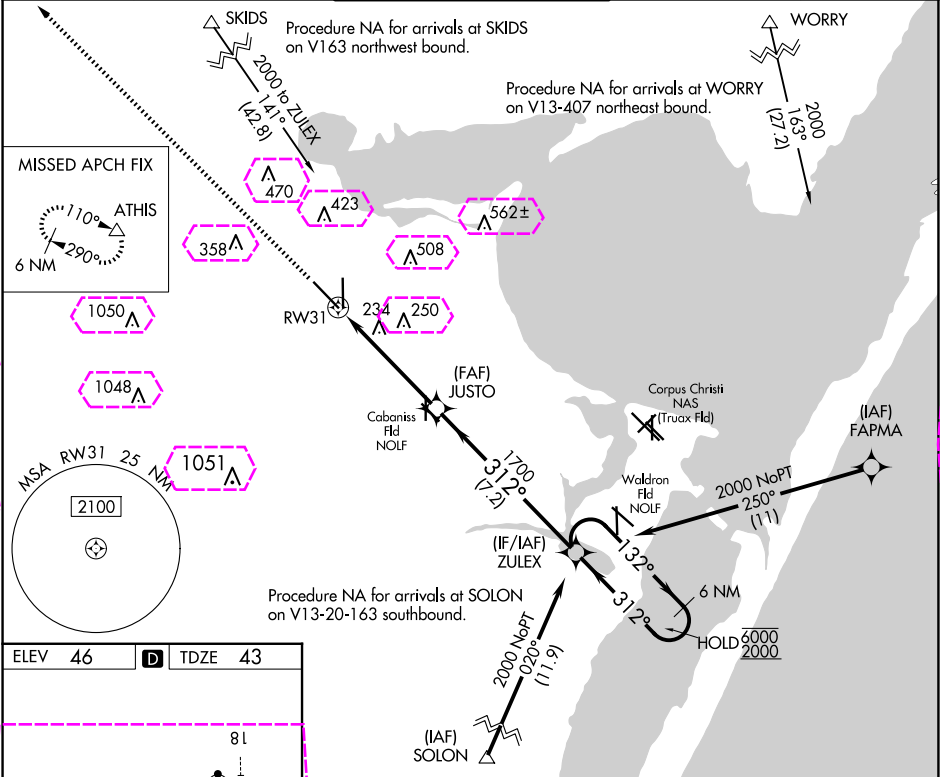 SKIDS
Procedure NA for arrivals at SKIDS
on V163 northwest bound.
WORRY
2000 to ZULEX
141°
(42.8)
Procedure NA for arrivals at WORRY
on V13-407 northeast bound.
2000
163°
(27.2)
MISSED APCH FIX
110°
ATHIS
290°
6 NM
470
423
562±
358
508
1050
RW31
234
250
1048
(FAF)
JUSTO
Cabaniss
Fld
NOLF
Corpus Christi
NAS
(Truax Fld)
(IAF)
FAPMA
MSA RW31 25 NM
2100
1051
1700
312°
(7.2)
Waldron
Fld
NOLF
2000 NoPT
250°
(11)
(IF/IAF)
ZULEX
132°
312°
6 NM
HOLD 6000
2000
Procedure NA for arrivals at SOLON
on V13-20-163 southbound.
2000 NoPT
020°
(11.9)
(IAF)
SOLON
ELEV 46
D
TDZE 43
18